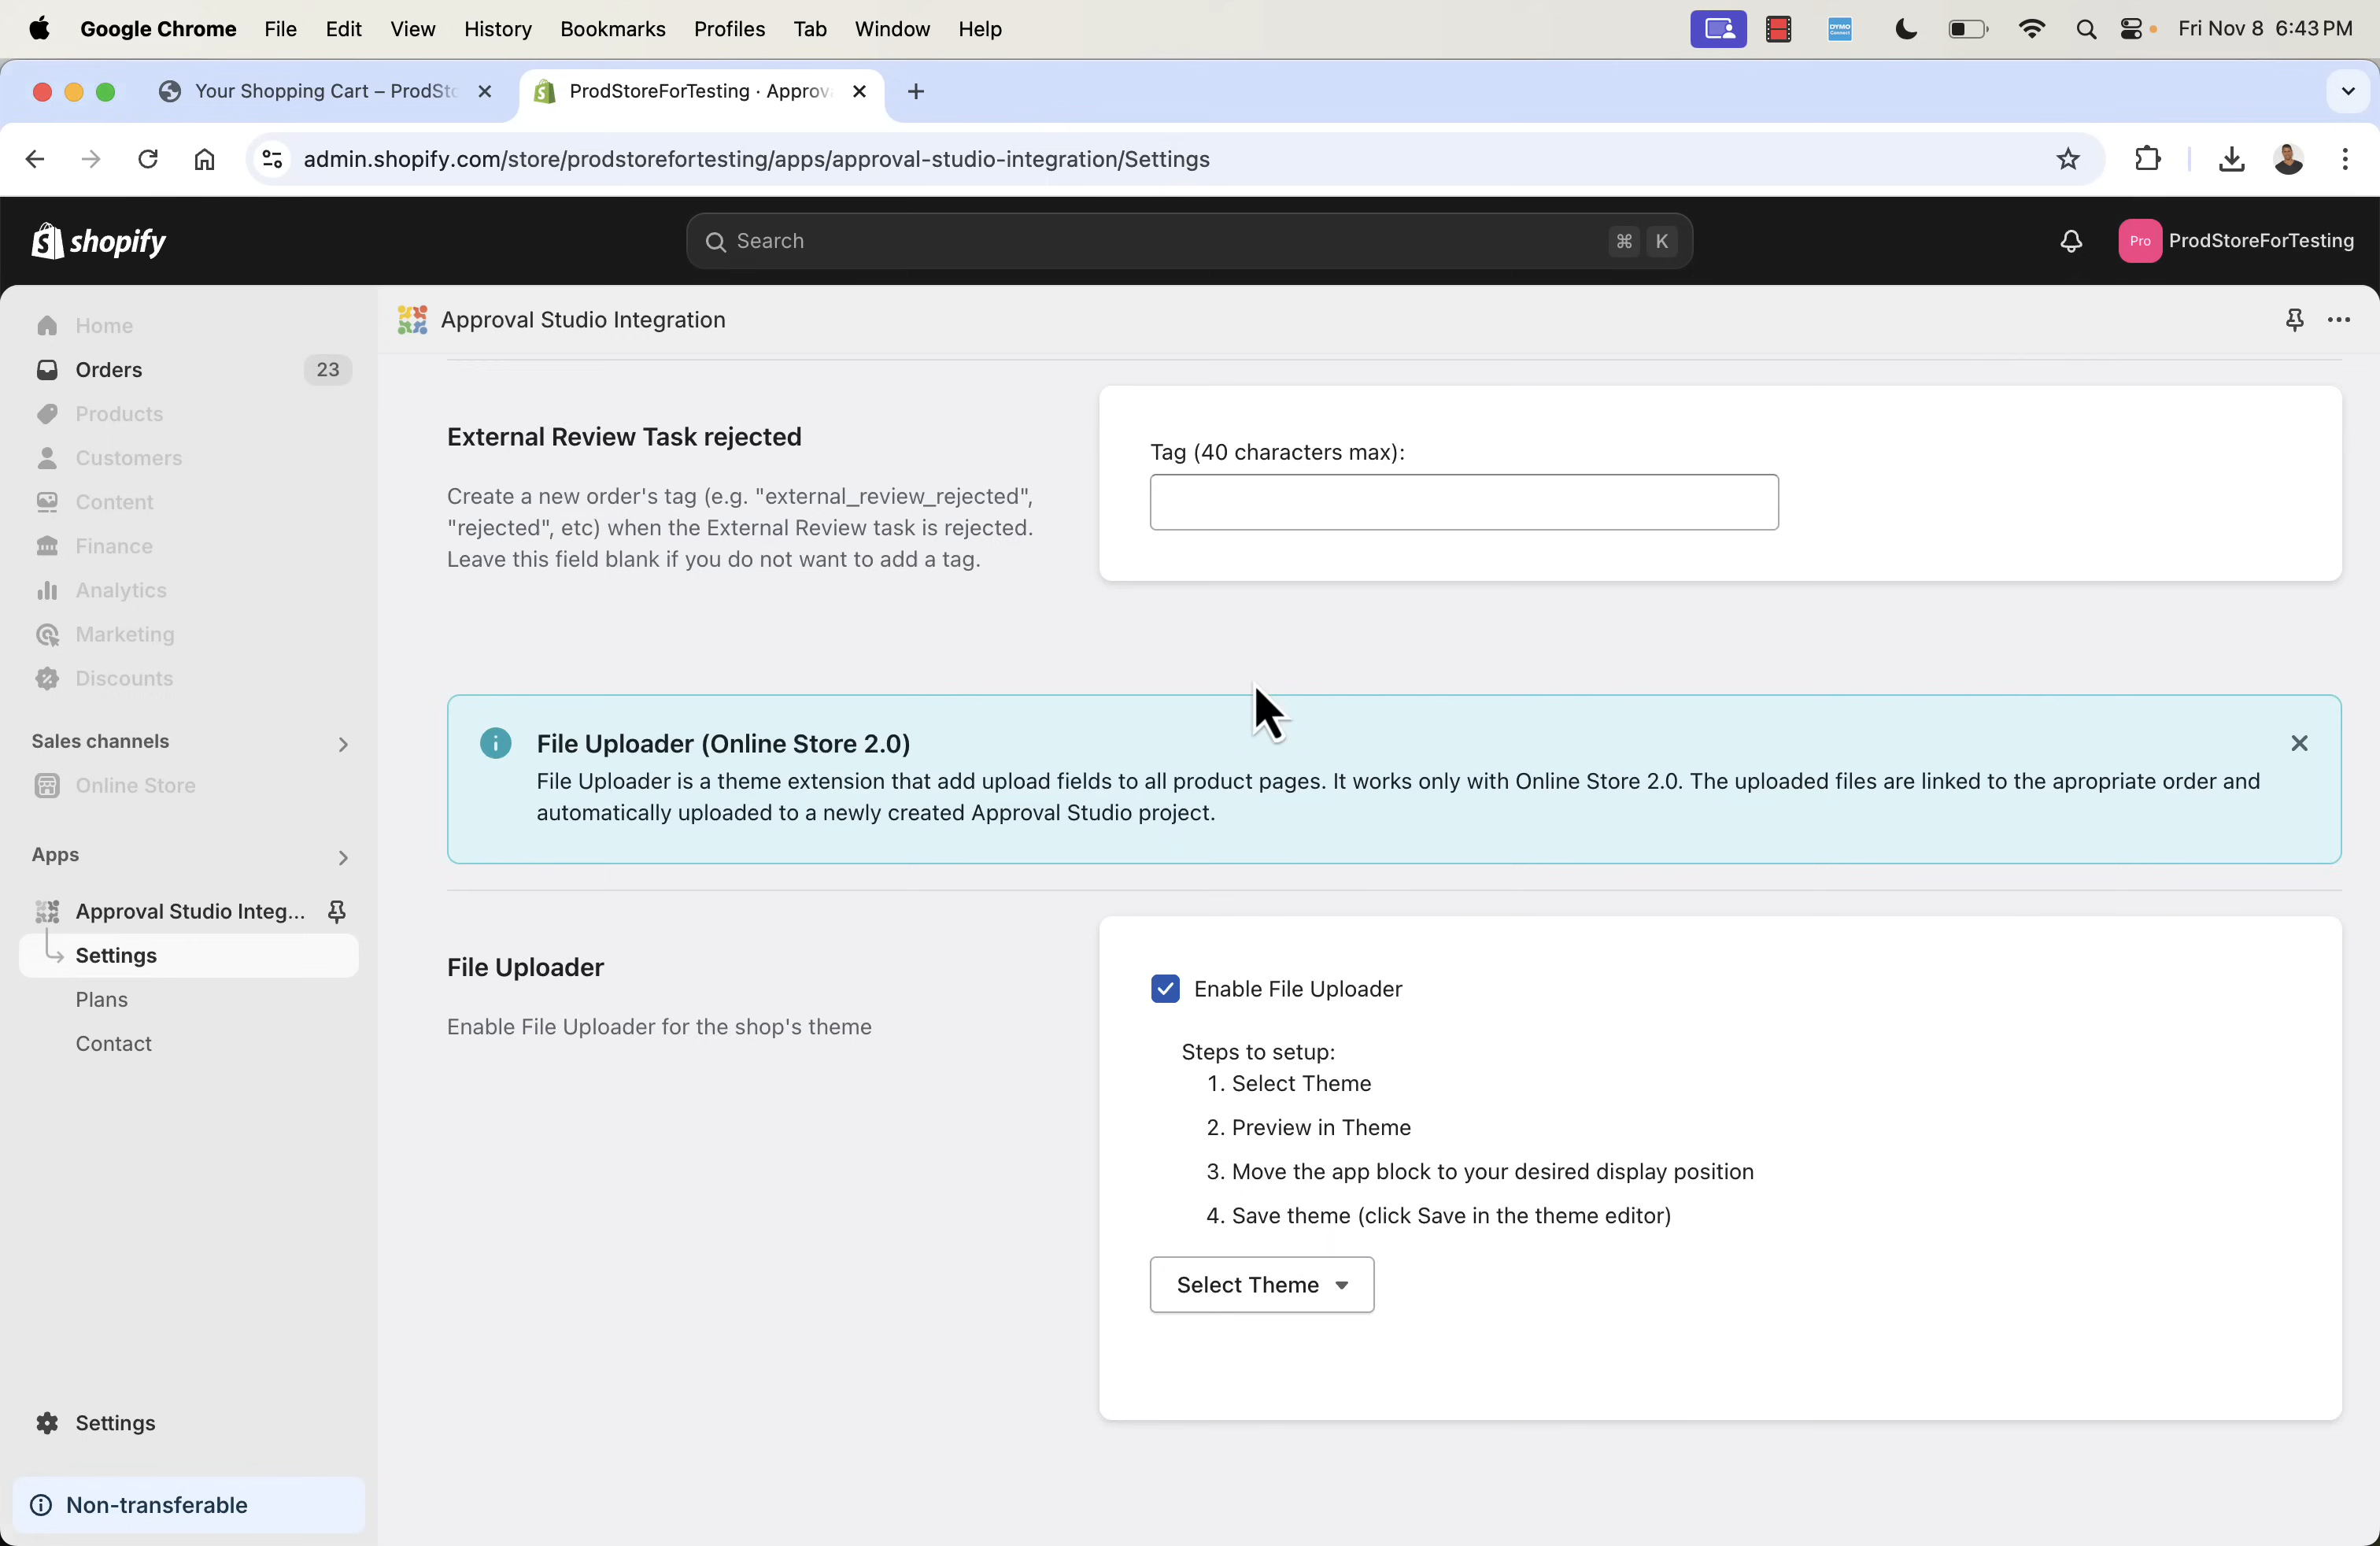 Google Chrome File Edit View History Bookmarks Profiles Tab Window Help DYMO Connect Fri Nov 8 6:43 PM
Your Shopping Cart – ProdSto
ProdStoreForTesting · Approva
admin.shopify.com/store/prodstorefortesting/apps/approval-studio-integration/Settings
shopify
Search
⌘ K
Pro
ProdStoreForTesting
Home
Orders 23
Products
Customers
Content
Finance
Analytics
Marketing
Discounts
Sales channels
Online Store
Apps
Approval Studio Integ...
Settings
Plans
Contact
Settings
Non-transferable
Approval Studio Integration
External Review Task rejected
Create a new order's tag (e.g. "external_review_rejected",
"rejected", etc) when the External Review task is rejected.
Leave this field blank if you do not want to add a tag.
Tag (40 characters max):
File Uploader (Online Store 2.0)
File Uploader is a theme extension that add upload fields to all product pages. It works only with Online Store 2.0. The uploaded files are linked to the apropriate order and
automatically uploaded to a newly created Approval Studio project.
File Uploader
Enable File Uploader for the shop's theme
Enable File Uploader
Steps to setup:
1. Select Theme
2. Preview in Theme
3. Move the app block to your desired display position
4. Save theme (click Save in the theme editor)
Select Theme